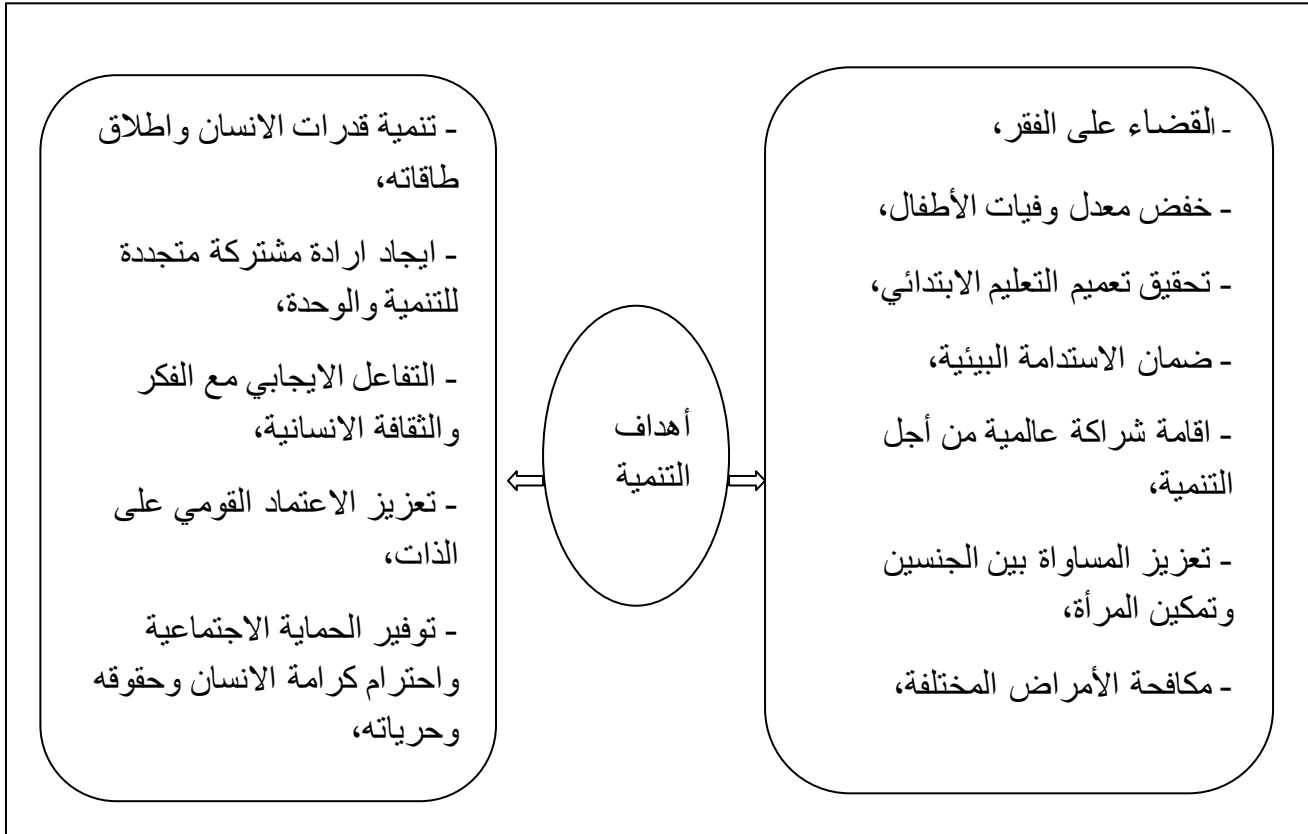 - القضاء على الفقر،
- خفض معدل وفيات الأطفال،
- تحقيق تعميم التعليم الابتدائي،
- ضمان الاستدامة البيئية،
- اقامة شراكة عالمية من أجل
التنمية،
- تعزيز المساواة بين الجنسين
وتمكين المرأة،
- مكافحة الأمراض المختلفة،
أهداف
التنمية
- تنمية قدرات الانسان واطلاق
طاقاته،
- ايجاد ارادة مشتركة متجددة
للتنمية والوحدة،
- التفاعل الايجابي مع الفكر
والثقافة الانسانية،
- تعزيز الاعتماد القومي على
الذات،
- توفير الحماية الاجتماعية
واحترام كرامة الانسان وحقوقه
وحرياته،